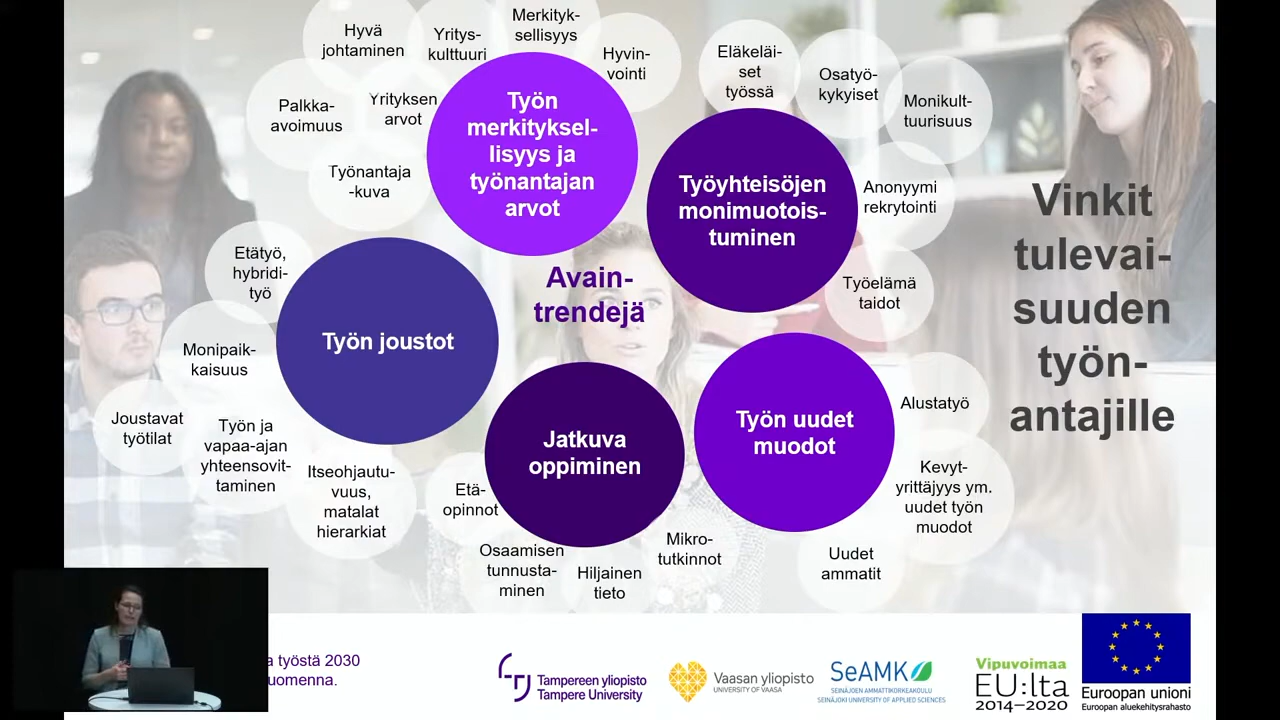 Hyvä
johtaminen
Yritys-
kulttuuri
Merkityk-
sellisyys
Hyvin-
vointi
Palkka-
avoimuus
Yrityksen
arvot
Työnantaja
-kuva
Työn
merkityksel-
lisyys ja
työnantajan
arvot
Eläkeläi-
set
työssä
Osatyö-
kykyiset
Monikult-
tuurisuus
Anonyymi
rekrytointi
Työelämä
taidot
Työyhteisöjen
monimuotois-
tuminen
Avain-
trendejä
Vinkit
tulevai-
suuden
työn-
antajille
Etätyö,
hybridi-
työ
Monipaik-
kaisuus
Joustavat
työtilat
Työn ja
vapaa-ajan
yhteensovit-
taminen
Itseohjautu-
vuus,
matalat
hierarkiat
Työn joustot
Jatkuva
oppiminen
Etä-
opinnot
Osaamisen
tunnusta-
minen
Hiljainen
tieto
Mikro-
tutkinnot
Työn uudet
muodot
Alustatyö
Kevyt-
yrittäjyys ym.
uudet työn
muodot
Uudet
ammatit
a työstä 2030
uomenna.
Tampereen yliopisto
Tampere University
Vaasan yliopisto
UNIVERSITY OF VAASA
SeAMK
SEINÄJOEN AMMATTIKORKEAKOULU
SEINÄJOKI UNIVERSITY OF APPLIED SCIENCES
Vipuvoimaa
EU:lta
2014–2020
Euroopan unioni
Euroopan aluekehitysrahasto